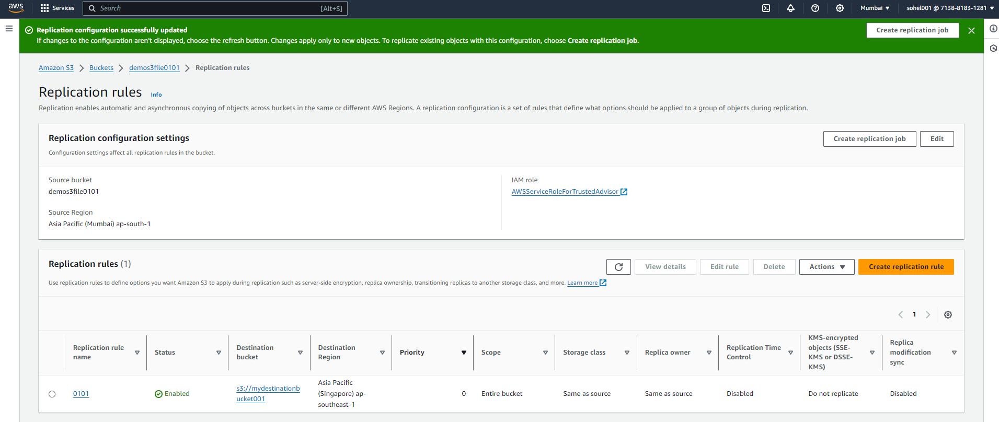 aws
Services
Search
[Alt+S]
Mumbai
sohel001 @ 7138-8183-1281
Replication configuration successfully updated
If changes to the configuration aren't displayed, choose the refresh button. Changes apply only to new objects. To replicate existing objects with this configuration, choose Create replication job.
Create replication job
Amazon S3
Buckets
demos3file0101
Replication rules
Replication rules Info
Replication enables automatic and asynchronous copying of objects across buckets in the same or different AWS Regions. A replication configuration is a set of rules that define what options should be applied to a group of objects during replication.
Replication configuration settings
Configuration settings affect all replication rules in the bucket.
Create replication job
Edit
Source bucket
demos3file0101
Source Region
Asia Pacific (Mumbai) ap-south-1
IAM role
AWSServiceRoleForTrustedAdvisor
Replication rules (1)
View details
Edit rule
Delete
Actions
Create replication rule
Use replication rules to define options you want Amazon S3 to apply during replication such as server-side encryption, replica ownership, transitioning replicas to another storage class, and more. Learn more
1
Replication rule
name
Status
Destination
bucket
Destination
Region
Priority
Scope
Storage class
Replica owner
Replication Time
Control
KMS-encrypted
objects (SSE-
KMS or DSSE-
KMS)
Replica
modification
sync
0101
Enabled
s3://mydestinationb
ucket001
Asia Pacific
(Singapore) ap-
southeast-1
0
Entire bucket
Same as source
Same as source
Disabled
Do not replicate
Disabled